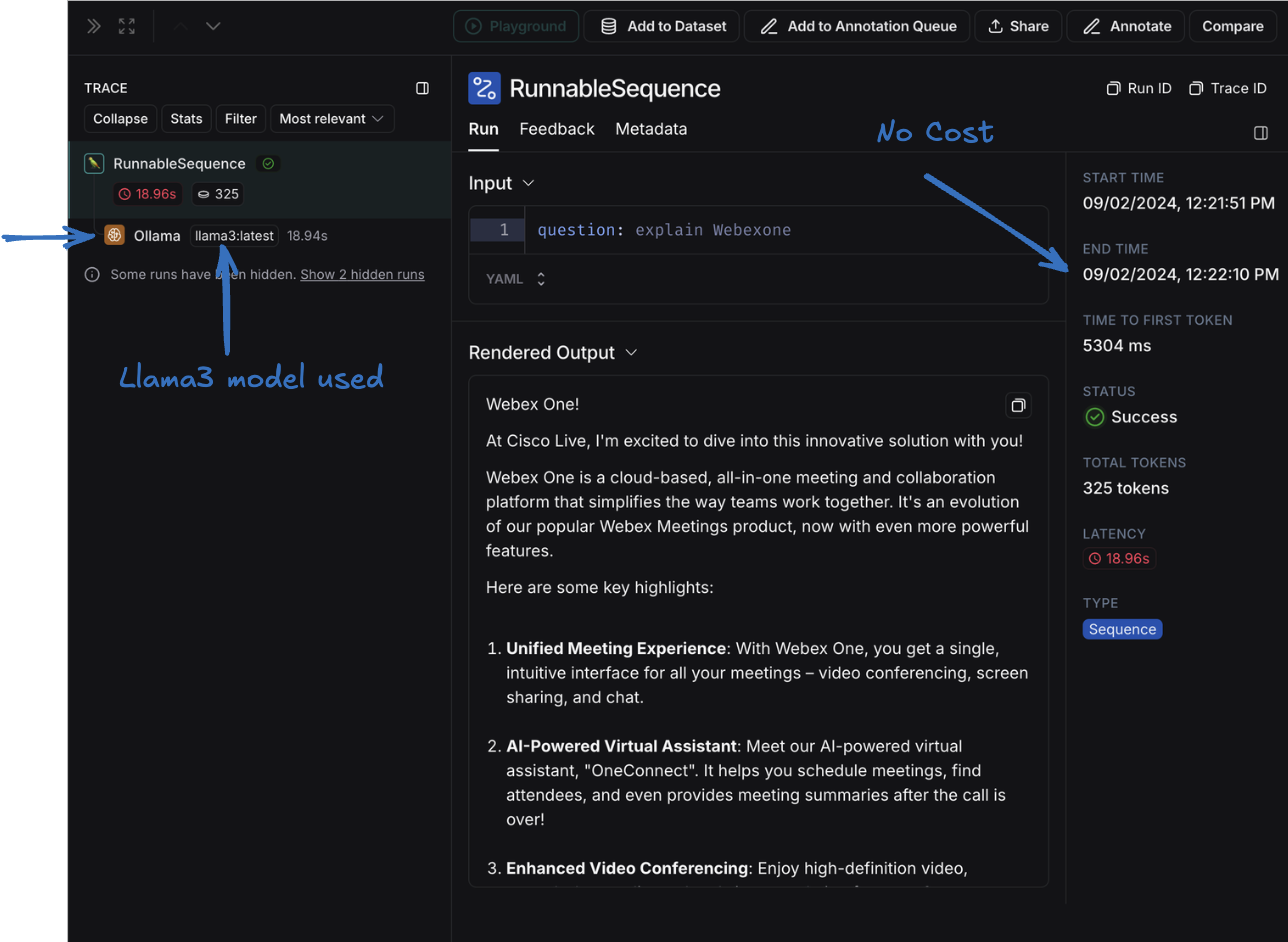 Playground
Add to Dataset
Add to Annotation Queue
Share
Annotate
Compare
TRACE
Collapse
Stats
Filter
Most relevant
RunnableSequence
18.96s
325
Ollama
llama3:latest
18.94s
Some runs have been hidden. Show 2 hidden runs
Llama3 model used
RunnableSequence
Run ID
Trace ID
Run
Feedback
Metadata
No Cost
Input
1
question: explain Webexone
YAML
Rendered Output
Webex One!
At Cisco Live, I'm excited to dive into this innovative solution with you!
Webex One is a cloud-based, all-in-one meeting and collaboration
platform that simplifies the way teams work together. It's an evolution
of our popular Webex Meetings product, now with even more powerful
features.
Here are some key highlights:
1. Unified Meeting Experience: With Webex One, you get a single,
intuitive interface for all your meetings – video conferencing, screen
sharing, and chat.
2. AI-Powered Virtual Assistant: Meet our AI-powered virtual
assistant, "OneConnect". It helps you schedule meetings, find
attendees, and even provides meeting summaries after the call is
over!
3. Enhanced Video Conferencing: Enjoy high-definition video,
START TIME
09/02/2024, 12:21:51 PM
END TIME
09/02/2024, 12:22:10 PM
TIME TO FIRST TOKEN
5304 ms
STATUS
Success
TOTAL TOKENS
325 tokens
LATENCY
18.96s
TYPE
Sequence